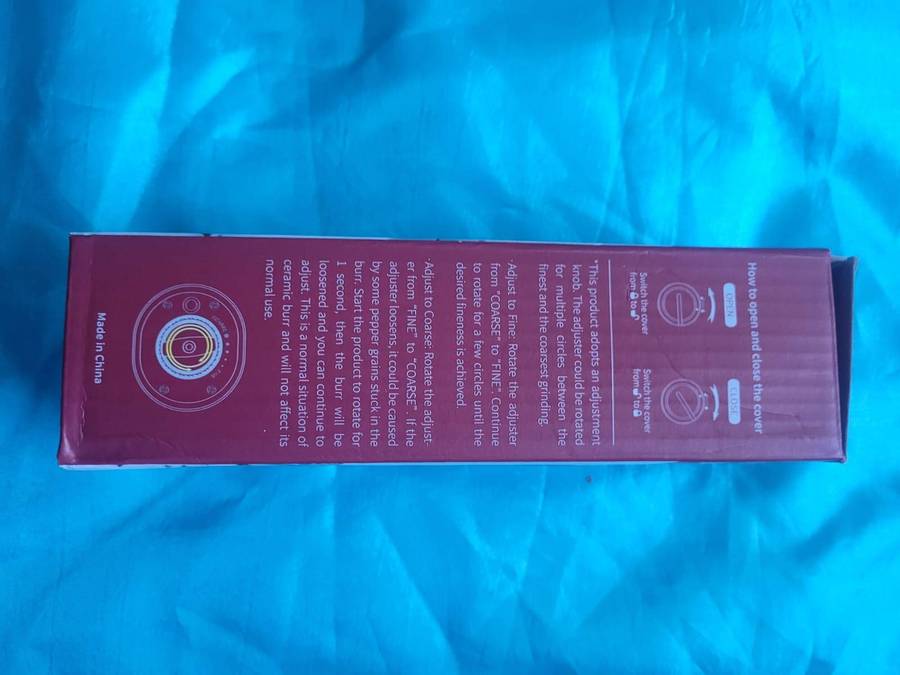 How to open and close the cover
OPEN
CLOSE
Switch the cover
from 🔒 to 🔓
Switch the cover
from 🔓 to 🔒
*This product adopts an adjustment
knob. The adjuster could be rotated
for multiple circles between the
finest and the coarsest grinding.
·Adjust to Fine: Rotate the adjuster
from "COARSE" to "FINE". Continue
to rotate for a few circles until the
desired fineness is achieved.
·Adjust to Coarse: Rotate the adjust-
er from "FINE" to "COARSE". If the
adjuster loosens, it could be caused
by some pepper grains stuck in the
burr. Start the product to rotate for
1 second, then the burr will be
loosened and you can continue to
adjust. This is a normal situatation of
ceramic burr and will not affect its
normal use.
Made in China